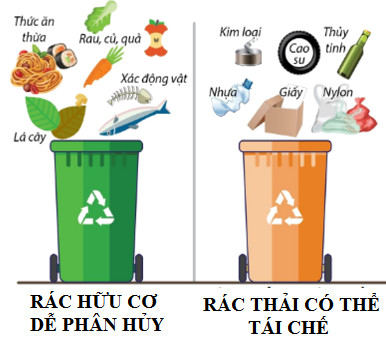 Thức ăn
thừa
Rau, củ, quả
Xác động vật
Lá cây
RÁC HỮU CƠ
DỄ PHÂN HỦY
Kim loại
Cao
su
Thủy
tinh
Nhựa
Giấy
Nylon
RÁC THẢI CÓ THỂ
TÁI CHẾ